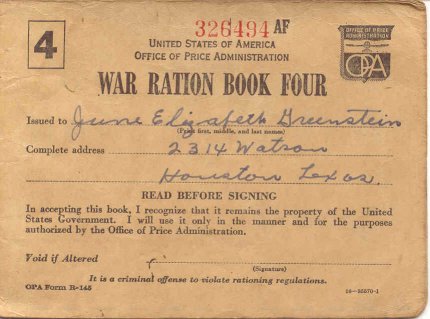 326494 AF
4
UNITED STATES OF AMERICA
OFFICE OF PRICE ADMINISTRATION
OFFICE OF PRICE
ADMINISTRATION
OPA
WAR RATION BOOK FOUR
Issued to June Elizabeth Greenstein
(Print first, middle, and last names)
Complete address 2314 Watson
Houston Texas.
READ BEFORE SIGNING
In accepting this book, I recognize that it remains the property of the United
States Government. I will use it only in the manner and for the purposes
authorized by the Office of Price Administration.
Void if Altered
(Signature)
It is a criminal offense to violate rationing regulations.
OPA Form R-145
16—35570-1